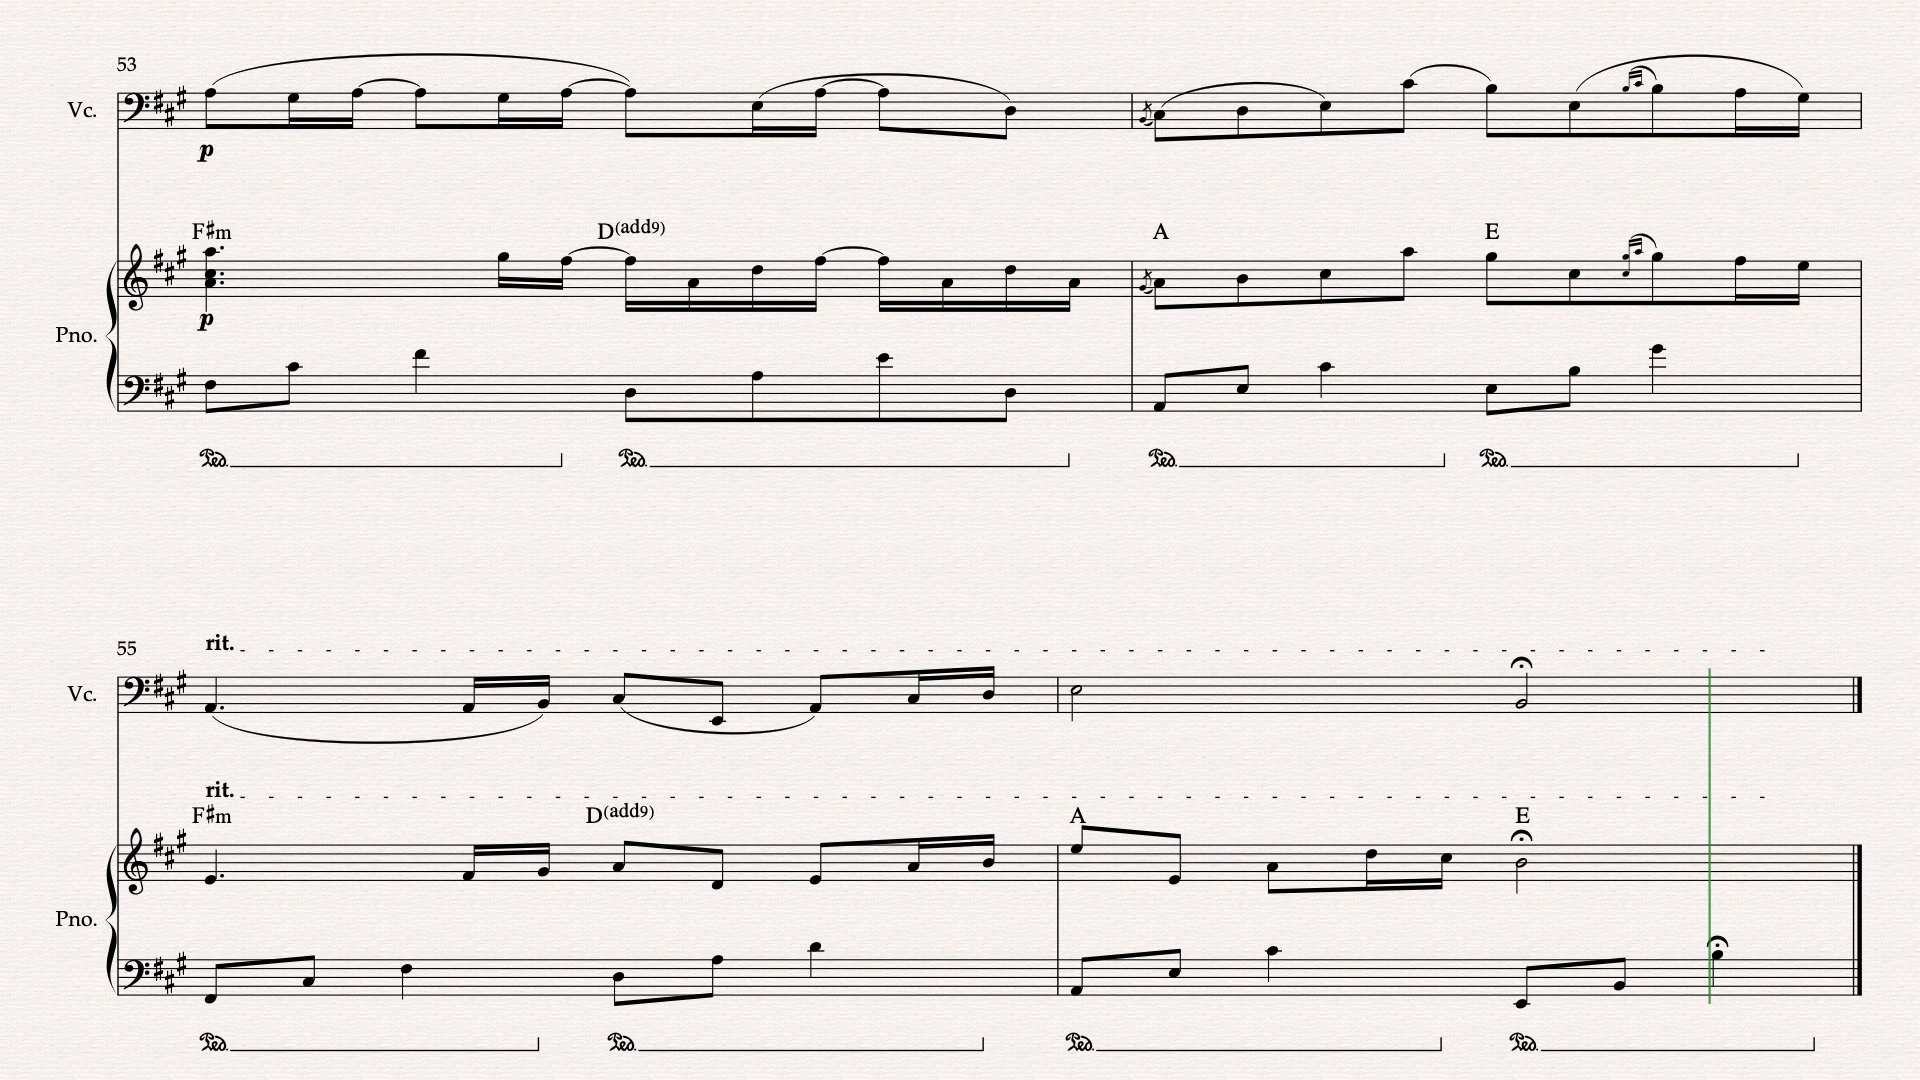 53
Vc.
p
F♯m D(add9) A E
p
Pno.
Ped. Ped. Ped. Ped.
rit.
55
Vc.
rit.
F♯m D(add9) A E
Pno.
Ped. Ped. Ped. Ped.